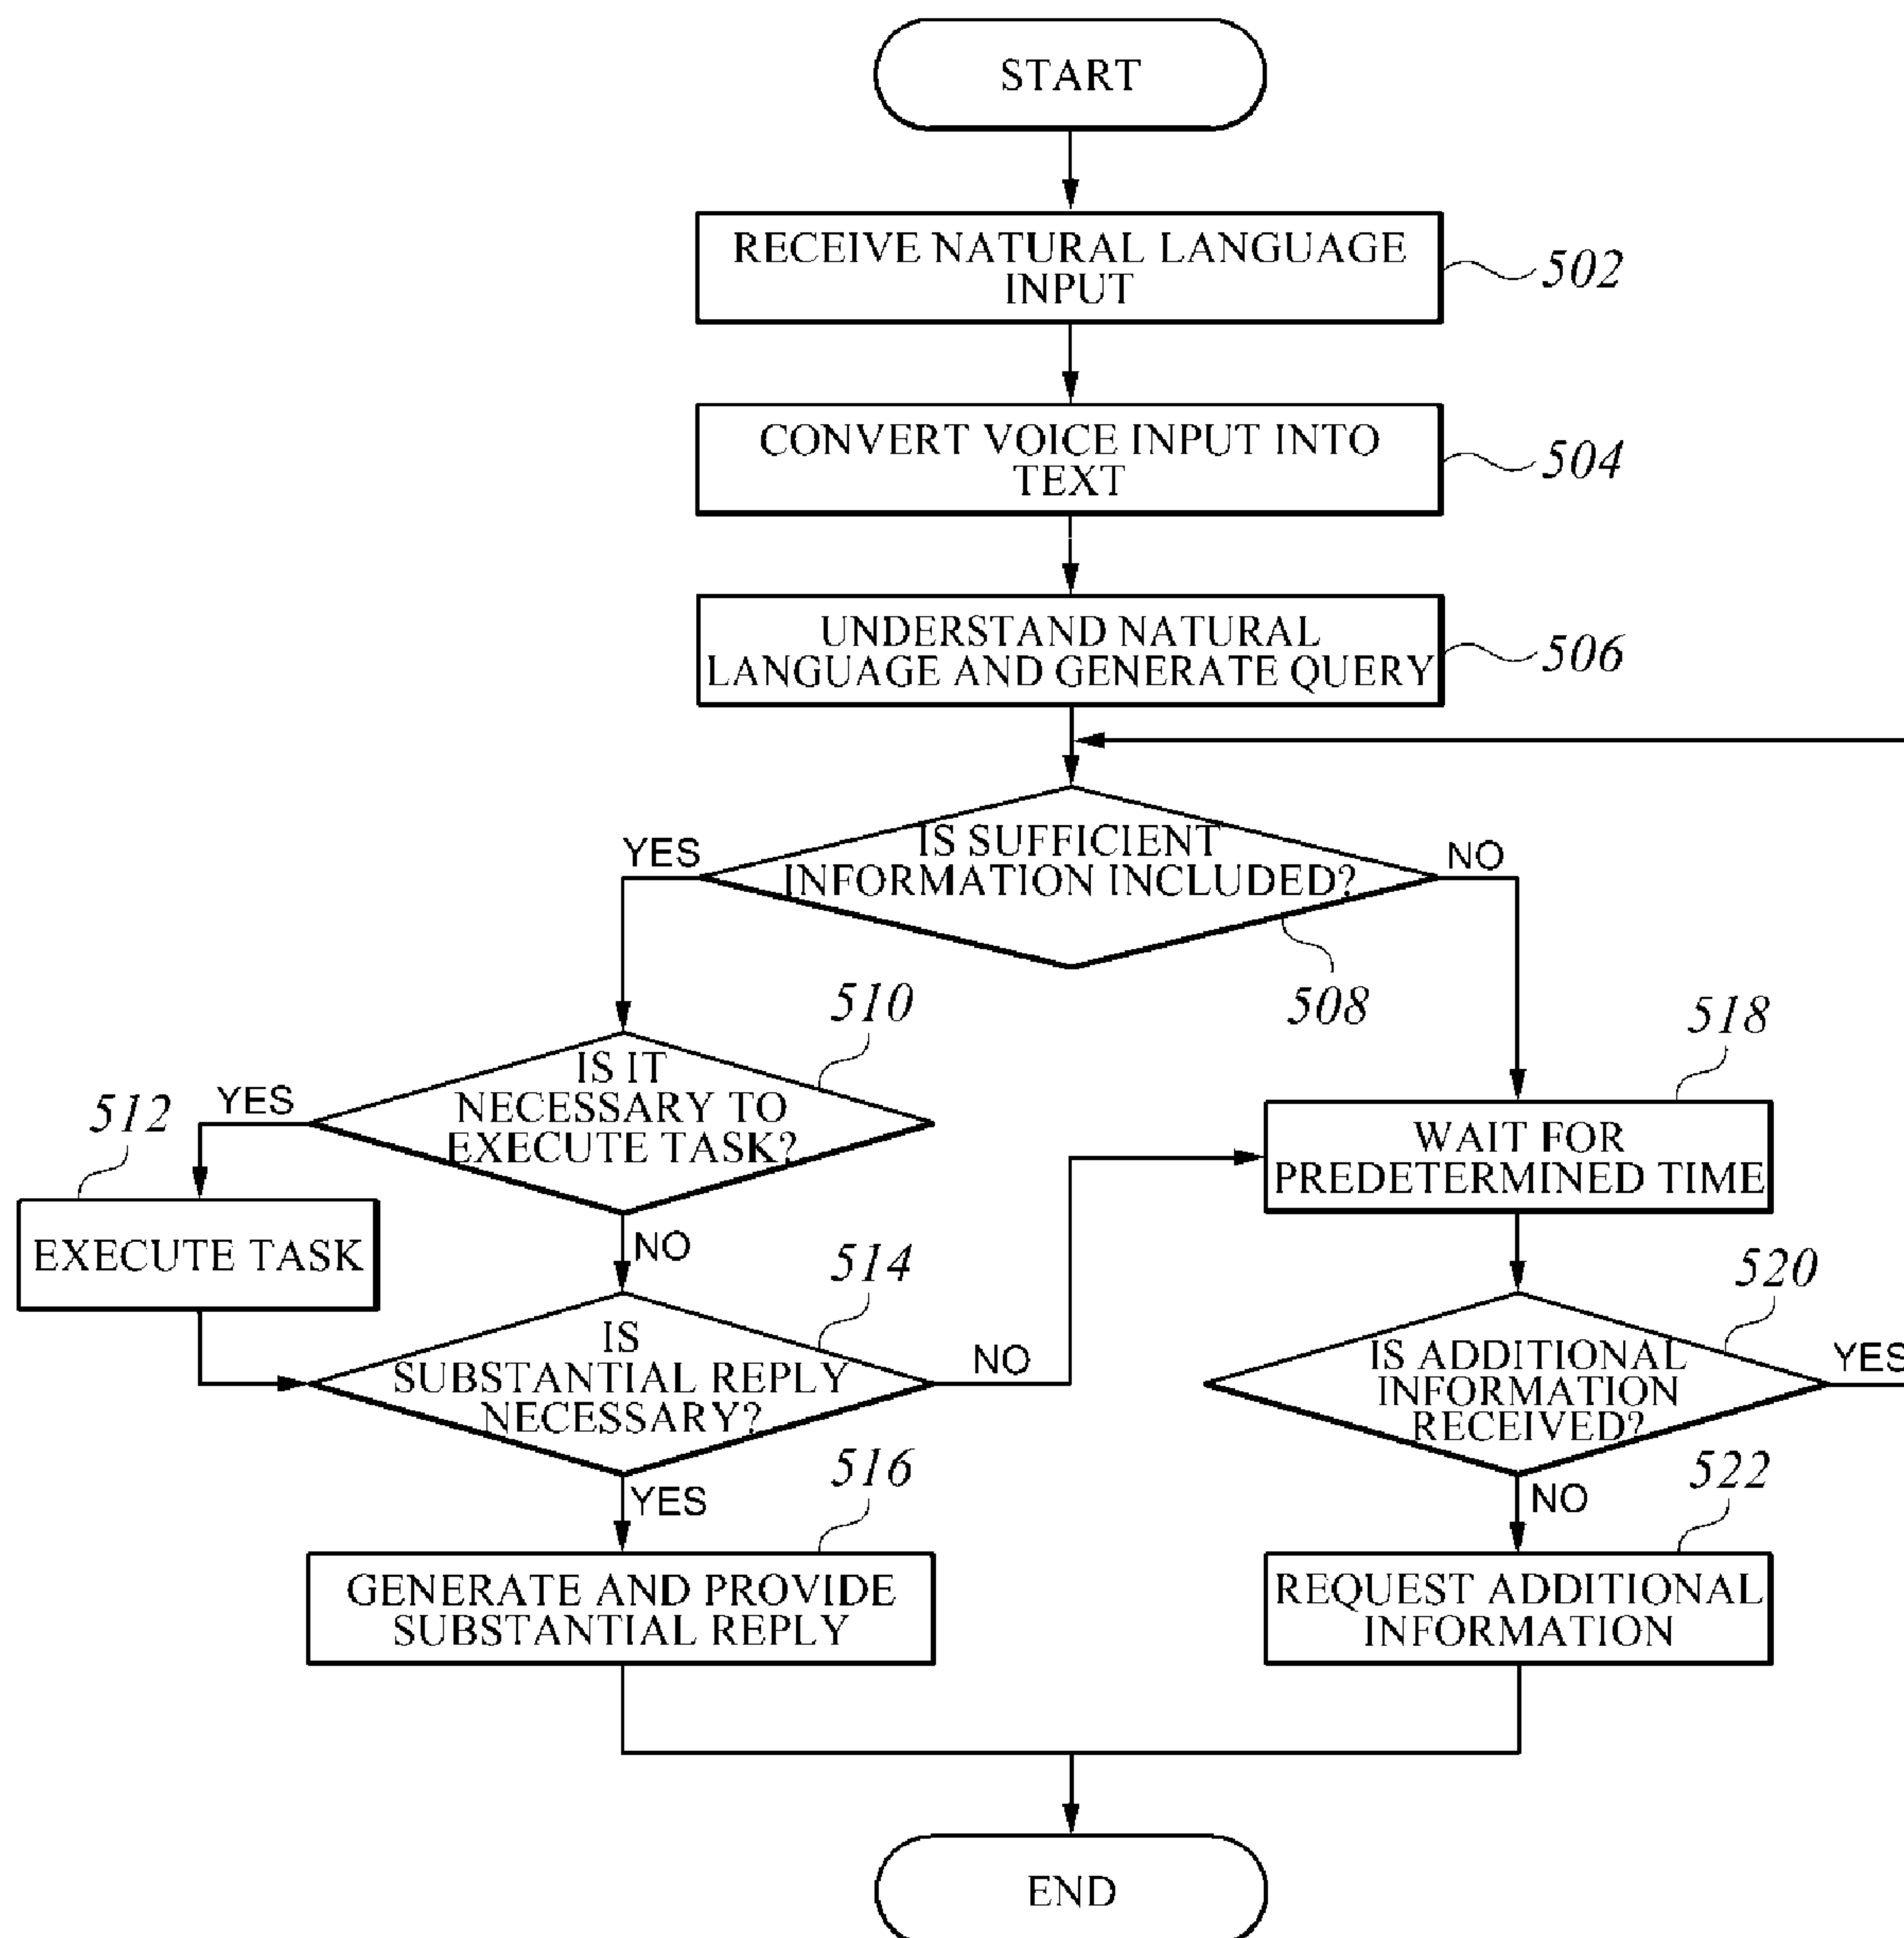 START
RECEIVE NATURAL LANGUAGE
INPUT
502
CONVERT VOICE INPUT INTO
TEXT
504
UNDERSTAND NATURAL
LANGUAGE AND GENERATE QUERY
506
IS SUFFICIENT
INFORMATION INCLUDED?
YES
NO
508
510
IS IT
NECESSARY TO
EXECUTE TASK?
YES
NO
512
EXECUTE TASK
518
WAIT FOR
PREDETERMINED TIME
514
IS
SUBSTANTIAL REPLY
NECESSARY?
NO
YES
520
IS ADDITIONAL
INFORMATION
RECEIVED?
YES
NO
516
GENERATE AND PROVIDE
SUBSTANTIAL REPLY
522
REQUEST ADDITIONAL
INFORMATION
END